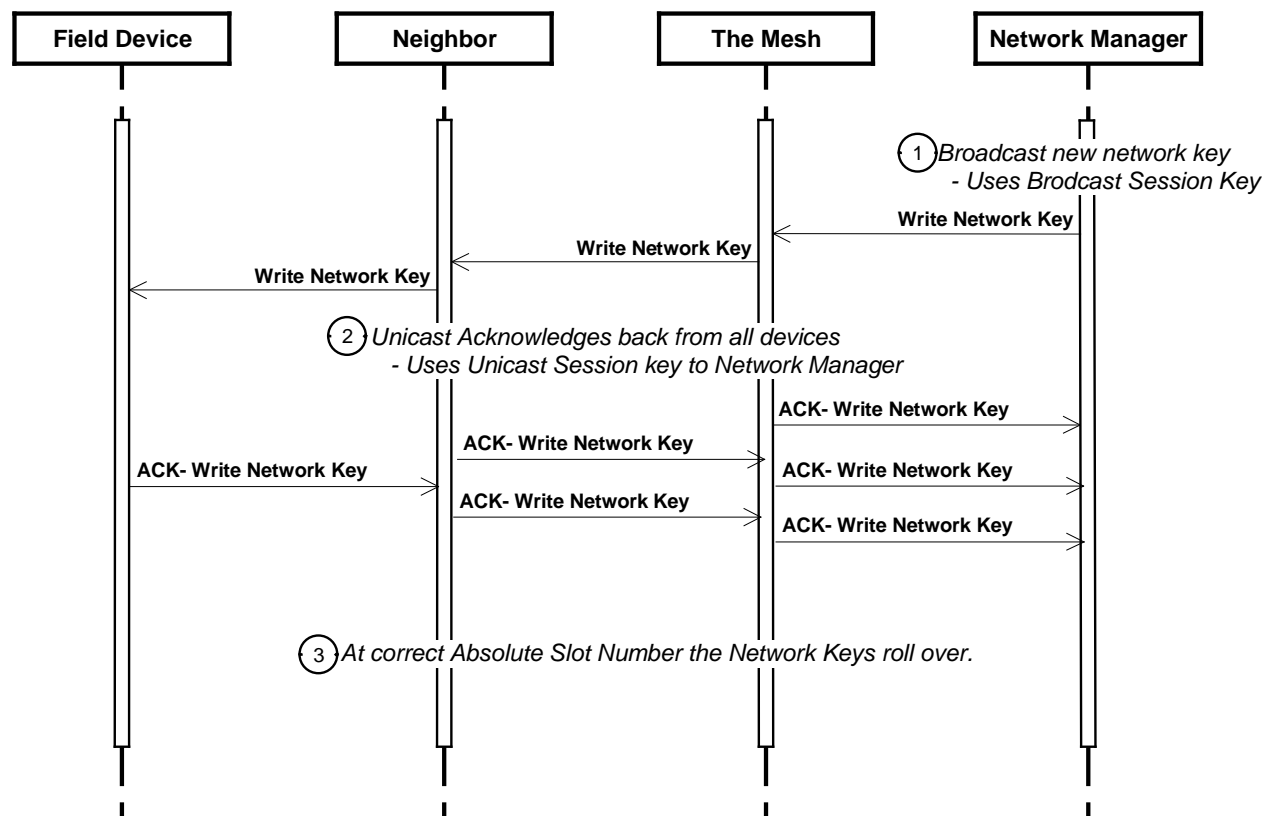 Field Device
Neighbor
The Mesh
Network Manager
1
Broadcast new network key
- Uses Brodcast Session Key
Write Network Key
Write Network Key
Write Network Key
2
Unicast Acknowledges back from all devices
- Uses Unicast Session key to Network Manager
ACK- Write Network Key
ACK- Write Network Key
ACK- Write Network Key
ACK- Write Network Key
ACK- Write Network Key
ACK- Write Network Key
3
At correct Absolute Slot Number the Network Keys roll over.